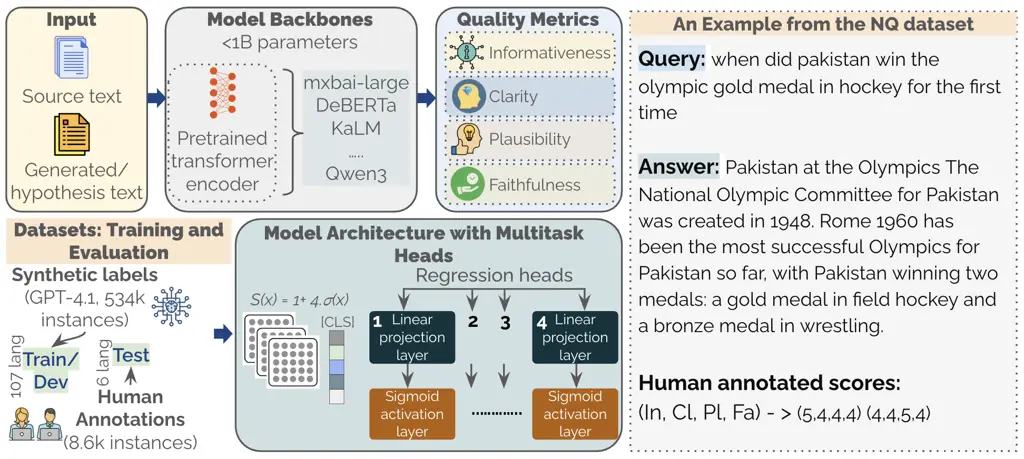 Input
Source text
Generated/
hypothesis text
Model Backbones
<1B parameters
Pretrained
transformer
encoder
mxbai-large
DeBERTa
KaLM
.....
Qwen3
Quality Metrics
Informativeness
Clarity
Plausibility
Faithfulness
Datasets: Training and
Evaluation
Synthetic labels
(GPT-4.1, 534k
instances)
107 lang
Train/
Dev
16 lang
Test
Human
Annotations
(8.6k instances)
Model Architecture with Multitask
Heads
Regression heads
S(x) = 1+ 4.σ(x)
[CLS]
1 Linear
projection
layer
2
3
4 Linear
projection
layer
Sigmoid
activation
layer
.............
Sigmoid
activation
layer
An Example from the NQ dataset
Query: when did pakistan win the
olympic gold medal in hockey for the first
time
Answer: Pakistan at the Olympics The
National Olympic Committee for Pakistan
was created in 1948. Rome 1960 has
been the most successful Olympics for
Pakistan so far, with Pakistan winning two
medals: a gold medal in field hockey and
a bronze medal in wrestling.
Human annotated scores:
(In, Cl, Pl, Fa) - > (5,4,4,4) (4,4,5,4)